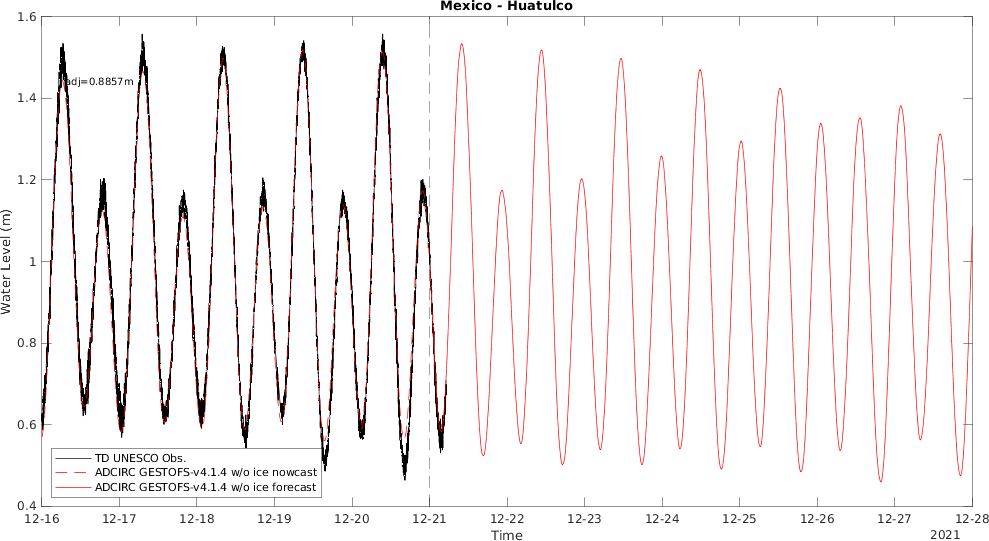 Mexico - Huatulco
1.6
1.4
1.2
1
0.8
0.6
0.4
Water Level (m)
adj=0.8857m
TD UNESCO Obs.
ADCIRC GESTOFS-v4.1.4 w/o ice nowcast
ADCIRC GESTOFS-v4.1.4 w/o ice forecast
12-16 12-17 12-18 12-19 12-20 12-21 12-22 12-23 12-24 12-25 12-26 12-27 12-28
Time
2021